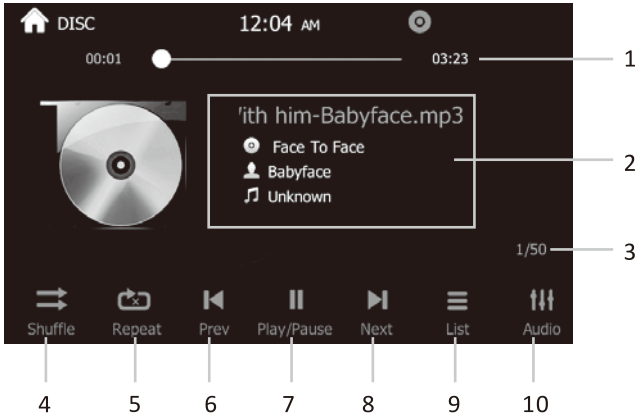 DISC 12:04 AM
00:01 03:23 1
'ith him-Babyface.mp3
Face To Face
2
Babyface
Unknown
1/50 3
Shuffle Repeat Prev Play/Pause Next List Audio
4 5 6 7 8 9 10